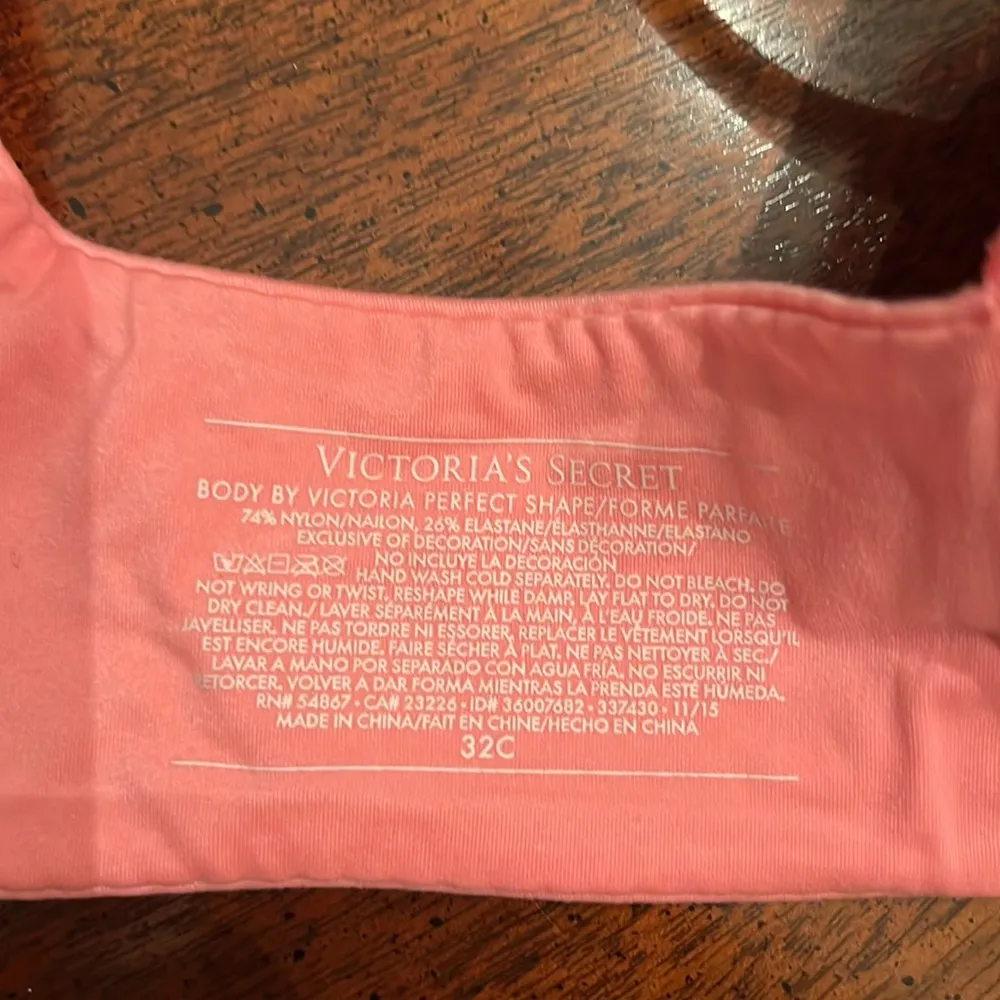 VICTORIA'S SECRET
BODY BY VICTORIA PERFECT SHAPE/FORME PARFAITE
74% NYLON/NAILON, 26% ELASTANE/ÉLASTHANNE/ELASTANO
EXCLUSIVE OF DECORATION/SANS DÉCORATION/
NO INCLUYE LA DECORACIÓN
HAND WASH COLD SEPARATELY. DO NOT BLEACH. DO
NOT WRING OR TWIST. RESHAPE WHILE DAMP. LAY FLAT TO DRY. DO NOT
DRY CLEAN./ LAVER SÉPARÉMENT À LA MAIN, À L'EAU FROIDE. NE PAS
JAVELLISER. NE PAS TORDRE NI ESSORER, REPLACER LE VÊTEMENT LORSQU'IL
EST ENCORE HUMIDE. FAIRE SÉCHER À PLAT. NE PAS NETTOYER À SEC./
LAVAR A MANO POR SEPARADO CON AGUA FRÍA. NO ESCURRIR NI
RETORCER. VOLVER A DAR FORMA MIENTRAS LA PRENDA ESTÉ HÚMEDA.
RN# 54867 • CA# 23226 • ID# 36007682 • 337430 • 11/15
MADE IN CHINA/FAIT EN CHINE/HECHO EN CHINA
32C